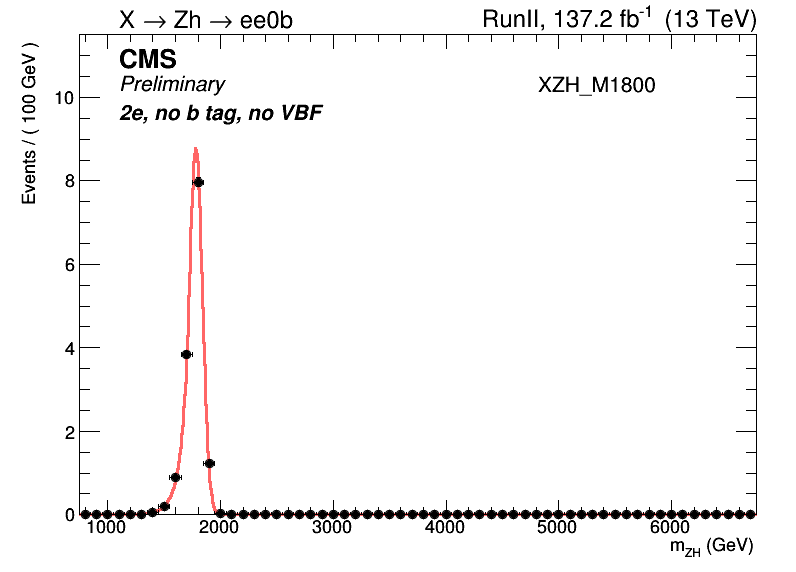 X → Zh → ee0b
RunII, 137.2 fb-1 (13 TeV)
CMS
Preliminary
2e, no b tag, no VBF
XZH_M1800
Events / ( 100 GeV )
10
8
6
4
2
0
1000 2000 3000 4000 5000 6000
mZH (GeV)